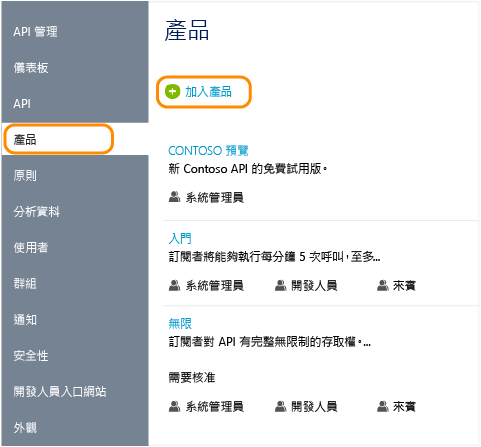 API 管理
儀表板
API
產品
原則
分析資料
使用者
群組
通知
安全性
開發人員入口網站
外觀
產品
加入產品
CONTOSO 預覽
新 Contoso API 的免費試用版。
系統管理員
入門
訂閱者將能夠執行每分鐘 5 次呼叫，至多...
系統管理員 開發人員 來賓
無限
訂閱者對 API 有完整無限制的存取權。...
需要核准
系統管理員 開發人員 來賓